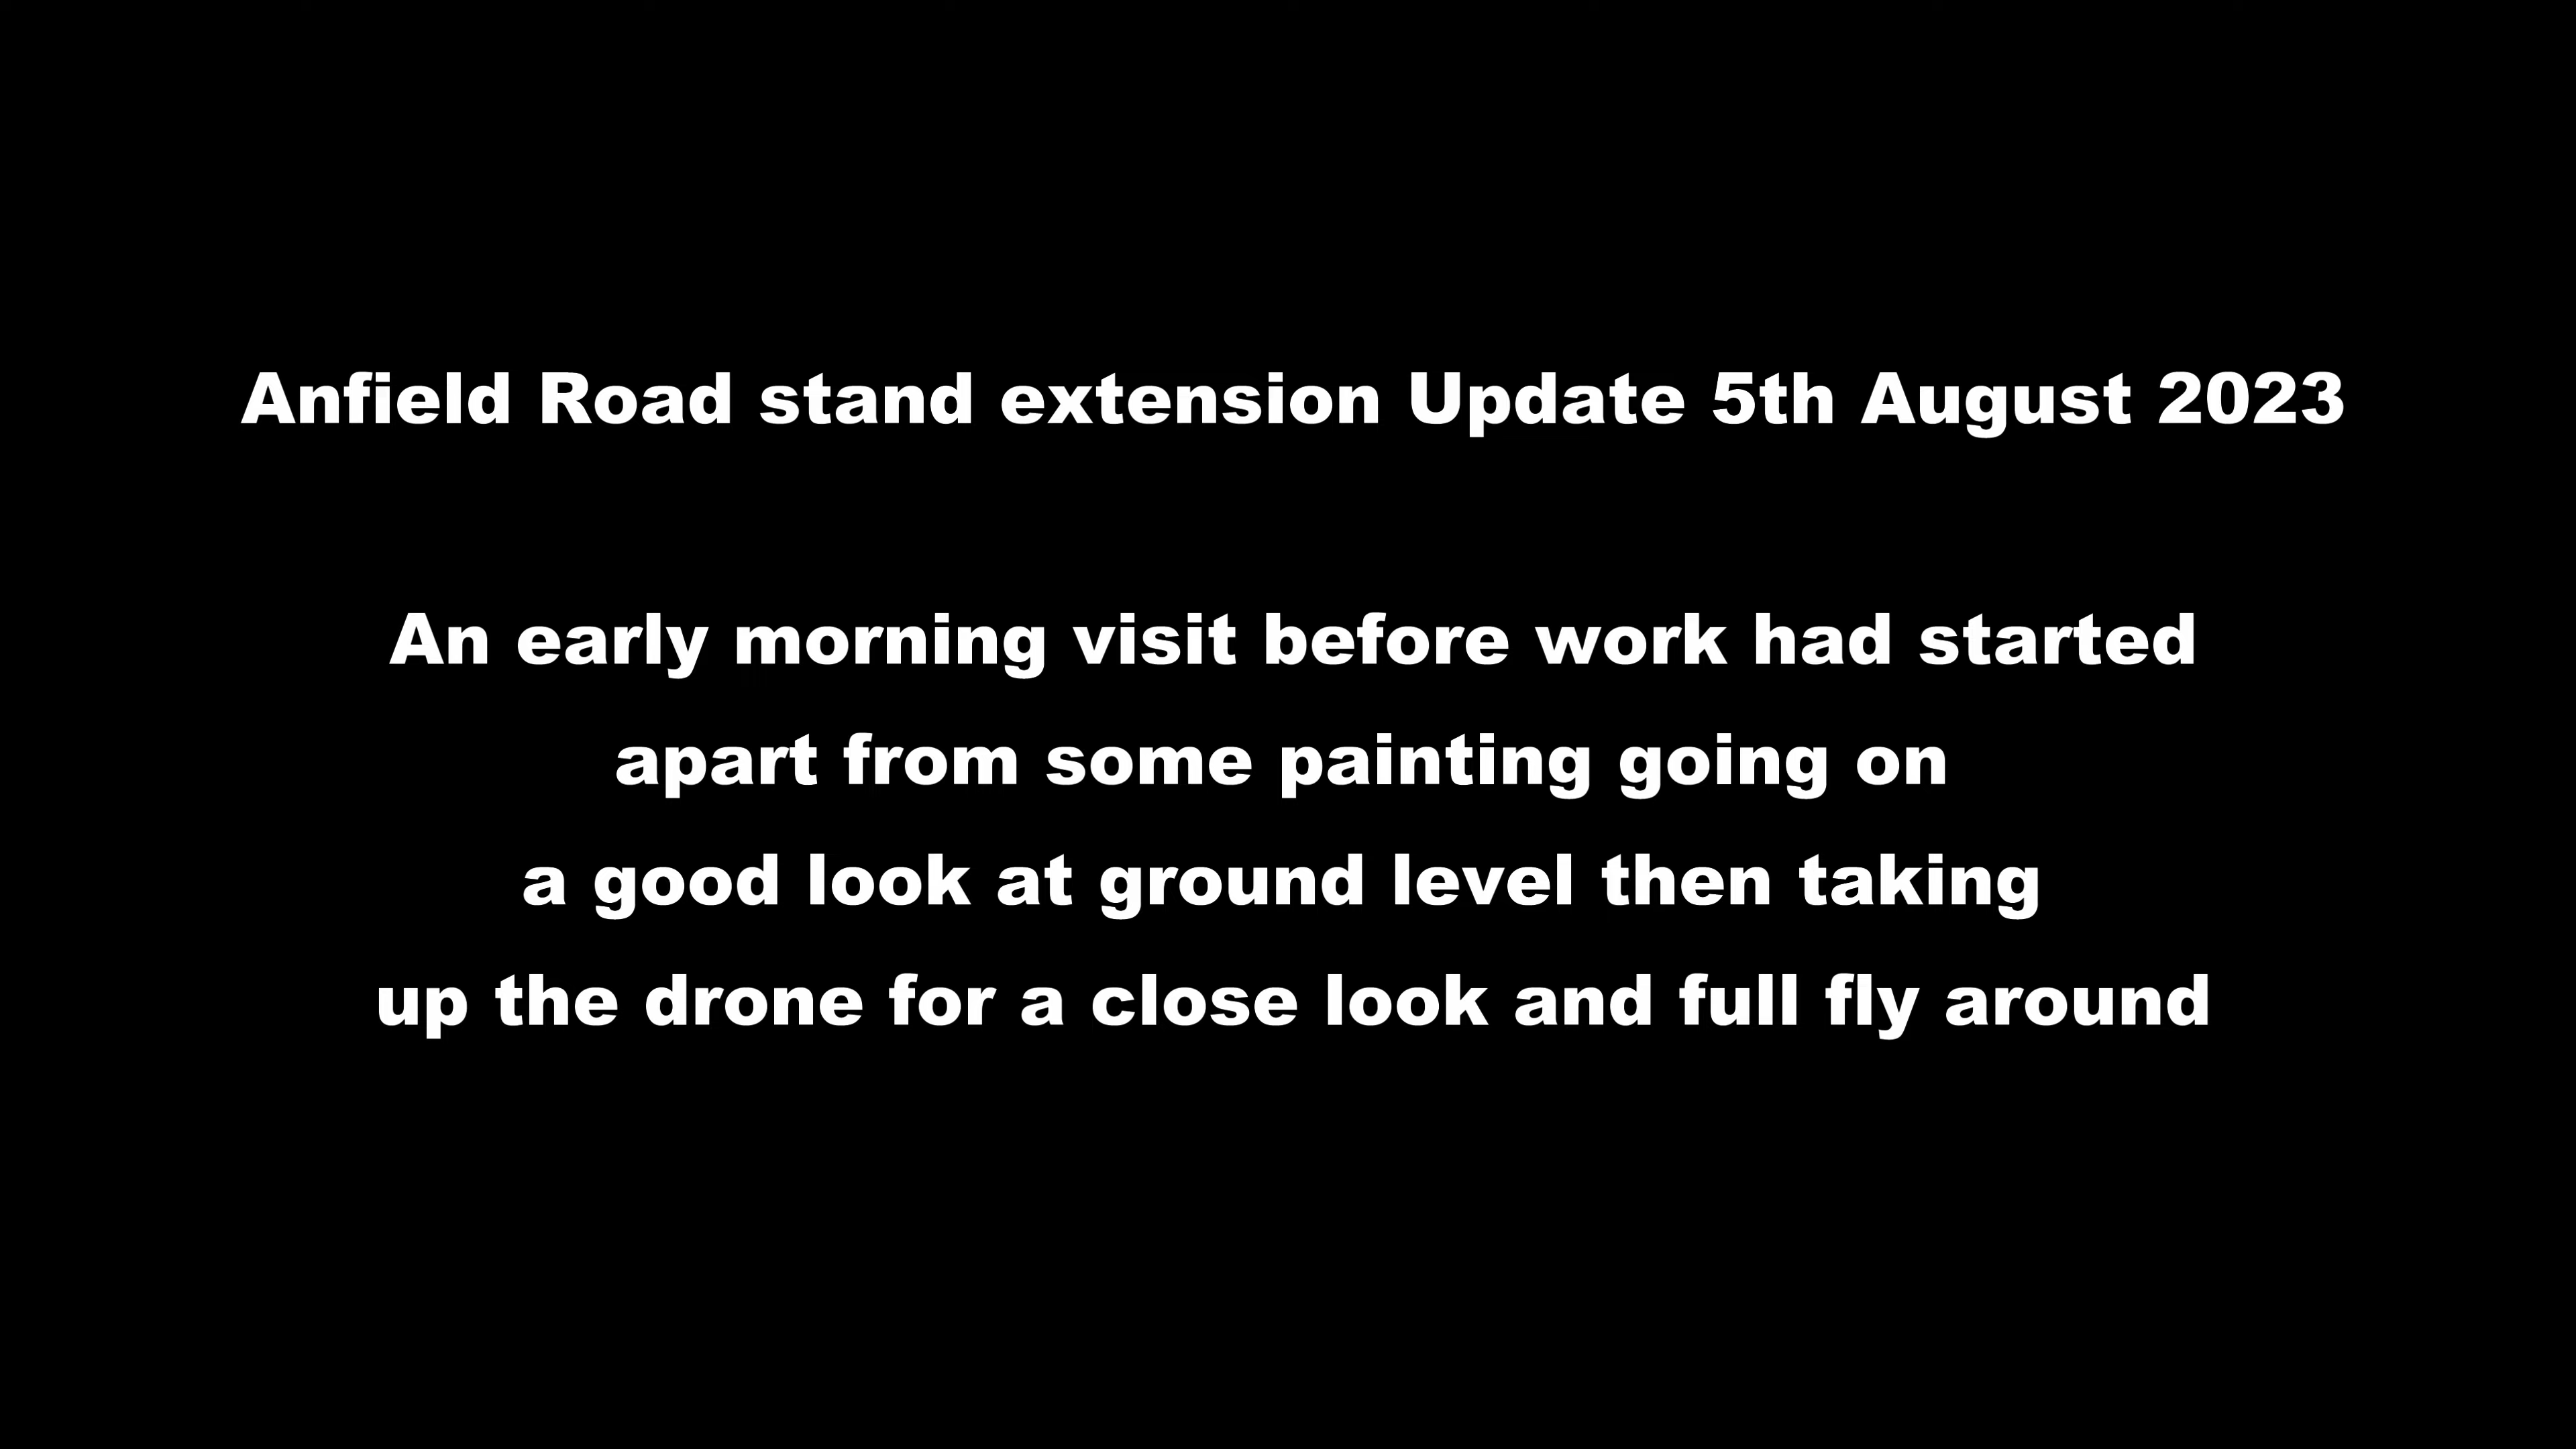 Anfield Road stand extension Update 5th August 2023
An early morning visit before work had started
apart from some painting going on
a good look at ground level then taking
up the drone for a close look and full fly around